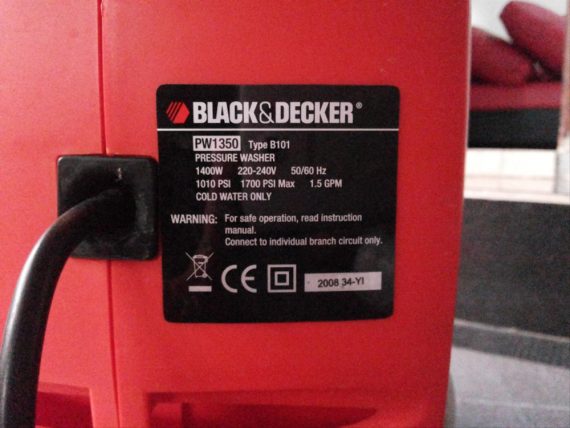 BLACK&DECKER®
PW1350 Type B101
PRESSURE WASHER
1400W 220-240V 50/60 Hz
1010 PSI 1700 PSI Max 1.5 GPM
COLD WATER ONLY
WARNING: For safe operation, read instruction
manual.
Connect to individual branch circuit only.
CE
2008 34-YI